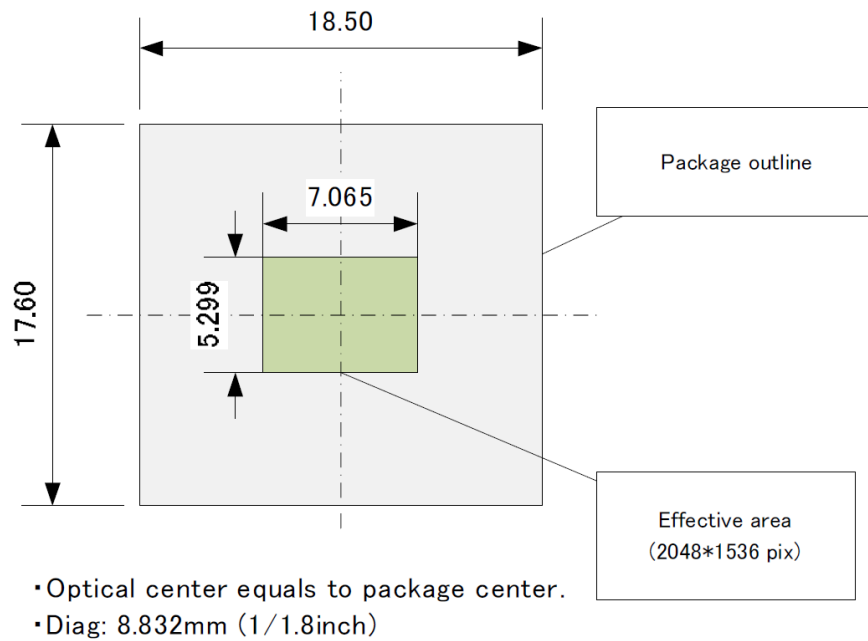 18.50
Package outline
7.065
5.299
17.60
Effective area
(2048*1536 pix)
・Optical center equals to package center.
・Diag: 8.832mm (1/1.8inch)